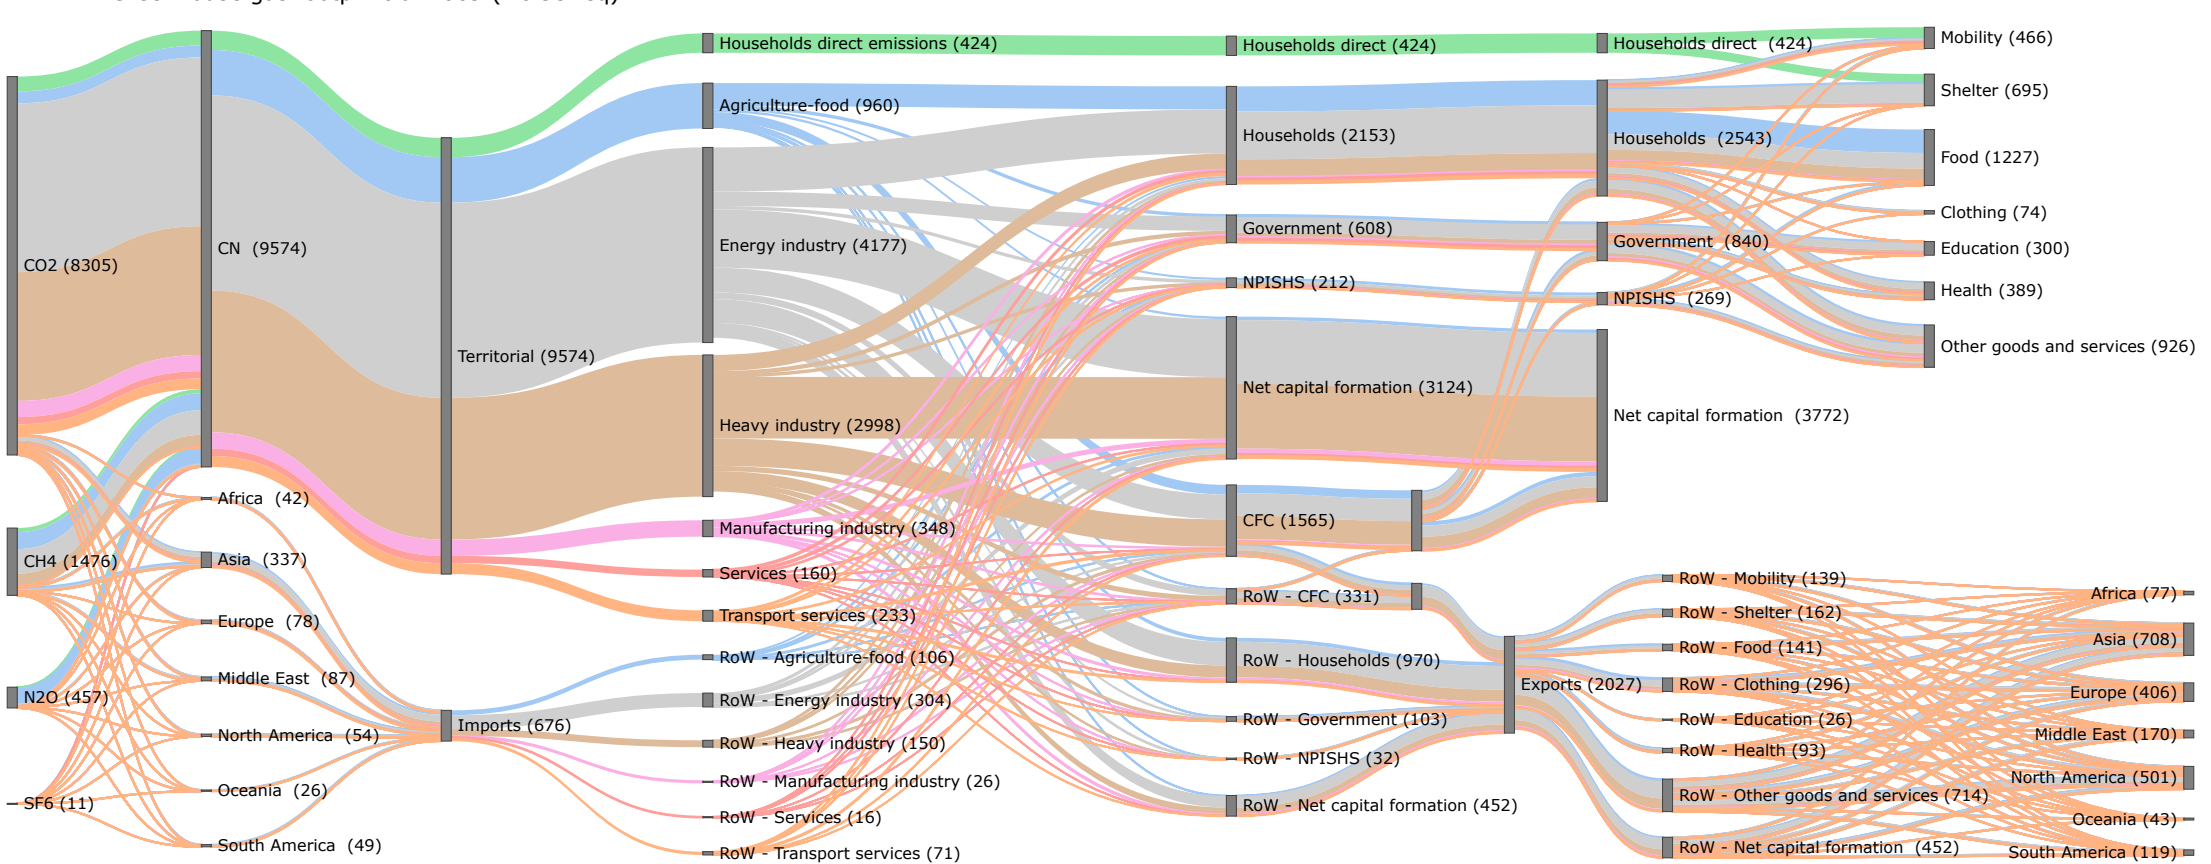 CO2 (8305)
CH4 (1476)
N2O (457)
SF6 (11)
CN (9574)
Africa (42)
Asia (337)
Europe (78)
Middle East (87)
North America (54)
Oceania (26)
South America (49)
Territorial (9574)
Imports (676)
Households direct emissions (424)
Agriculture-food (960)
Energy industry (4177)
Heavy industry (2998)
Manufacturing industry (348)
Services (160)
Transport services (233)
RoW - Agriculture-food (106)
RoW - Energy industry (304)
RoW - Heavy industry (150)
RoW - Manufacturing industry (26)
RoW - Services (16)
RoW - Transport services (71)
Households direct (424)
Households (2153)
Government (608)
NPISHS (212)
Net capital formation (3124)
CFC (1565)
RoW - CFC (331)
RoW - Households (970)
RoW - Government (103)
RoW - NPISHS (32)
RoW - Net capital formation (452)
Households direct (424)
Households (2543)
Government (840)
NPISHS (269)
Net capital formation (3772)
Exports (2027)
Mobility (466)
Shelter (695)
Food (1227)
Clothing (74)
Education (300)
Health (389)
Other goods and services (926)
RoW - Mobility (139)
RoW - Shelter (162)
RoW - Food (141)
RoW - Clothing (296)
RoW - Education (26)
RoW - Health (93)
RoW - Other goods and services (714)
RoW - Net capital formation (452)
Africa (77)
Asia (708)
Europe (406)
Middle East (170)
North America (501)
Oceania (43)
South America (119)